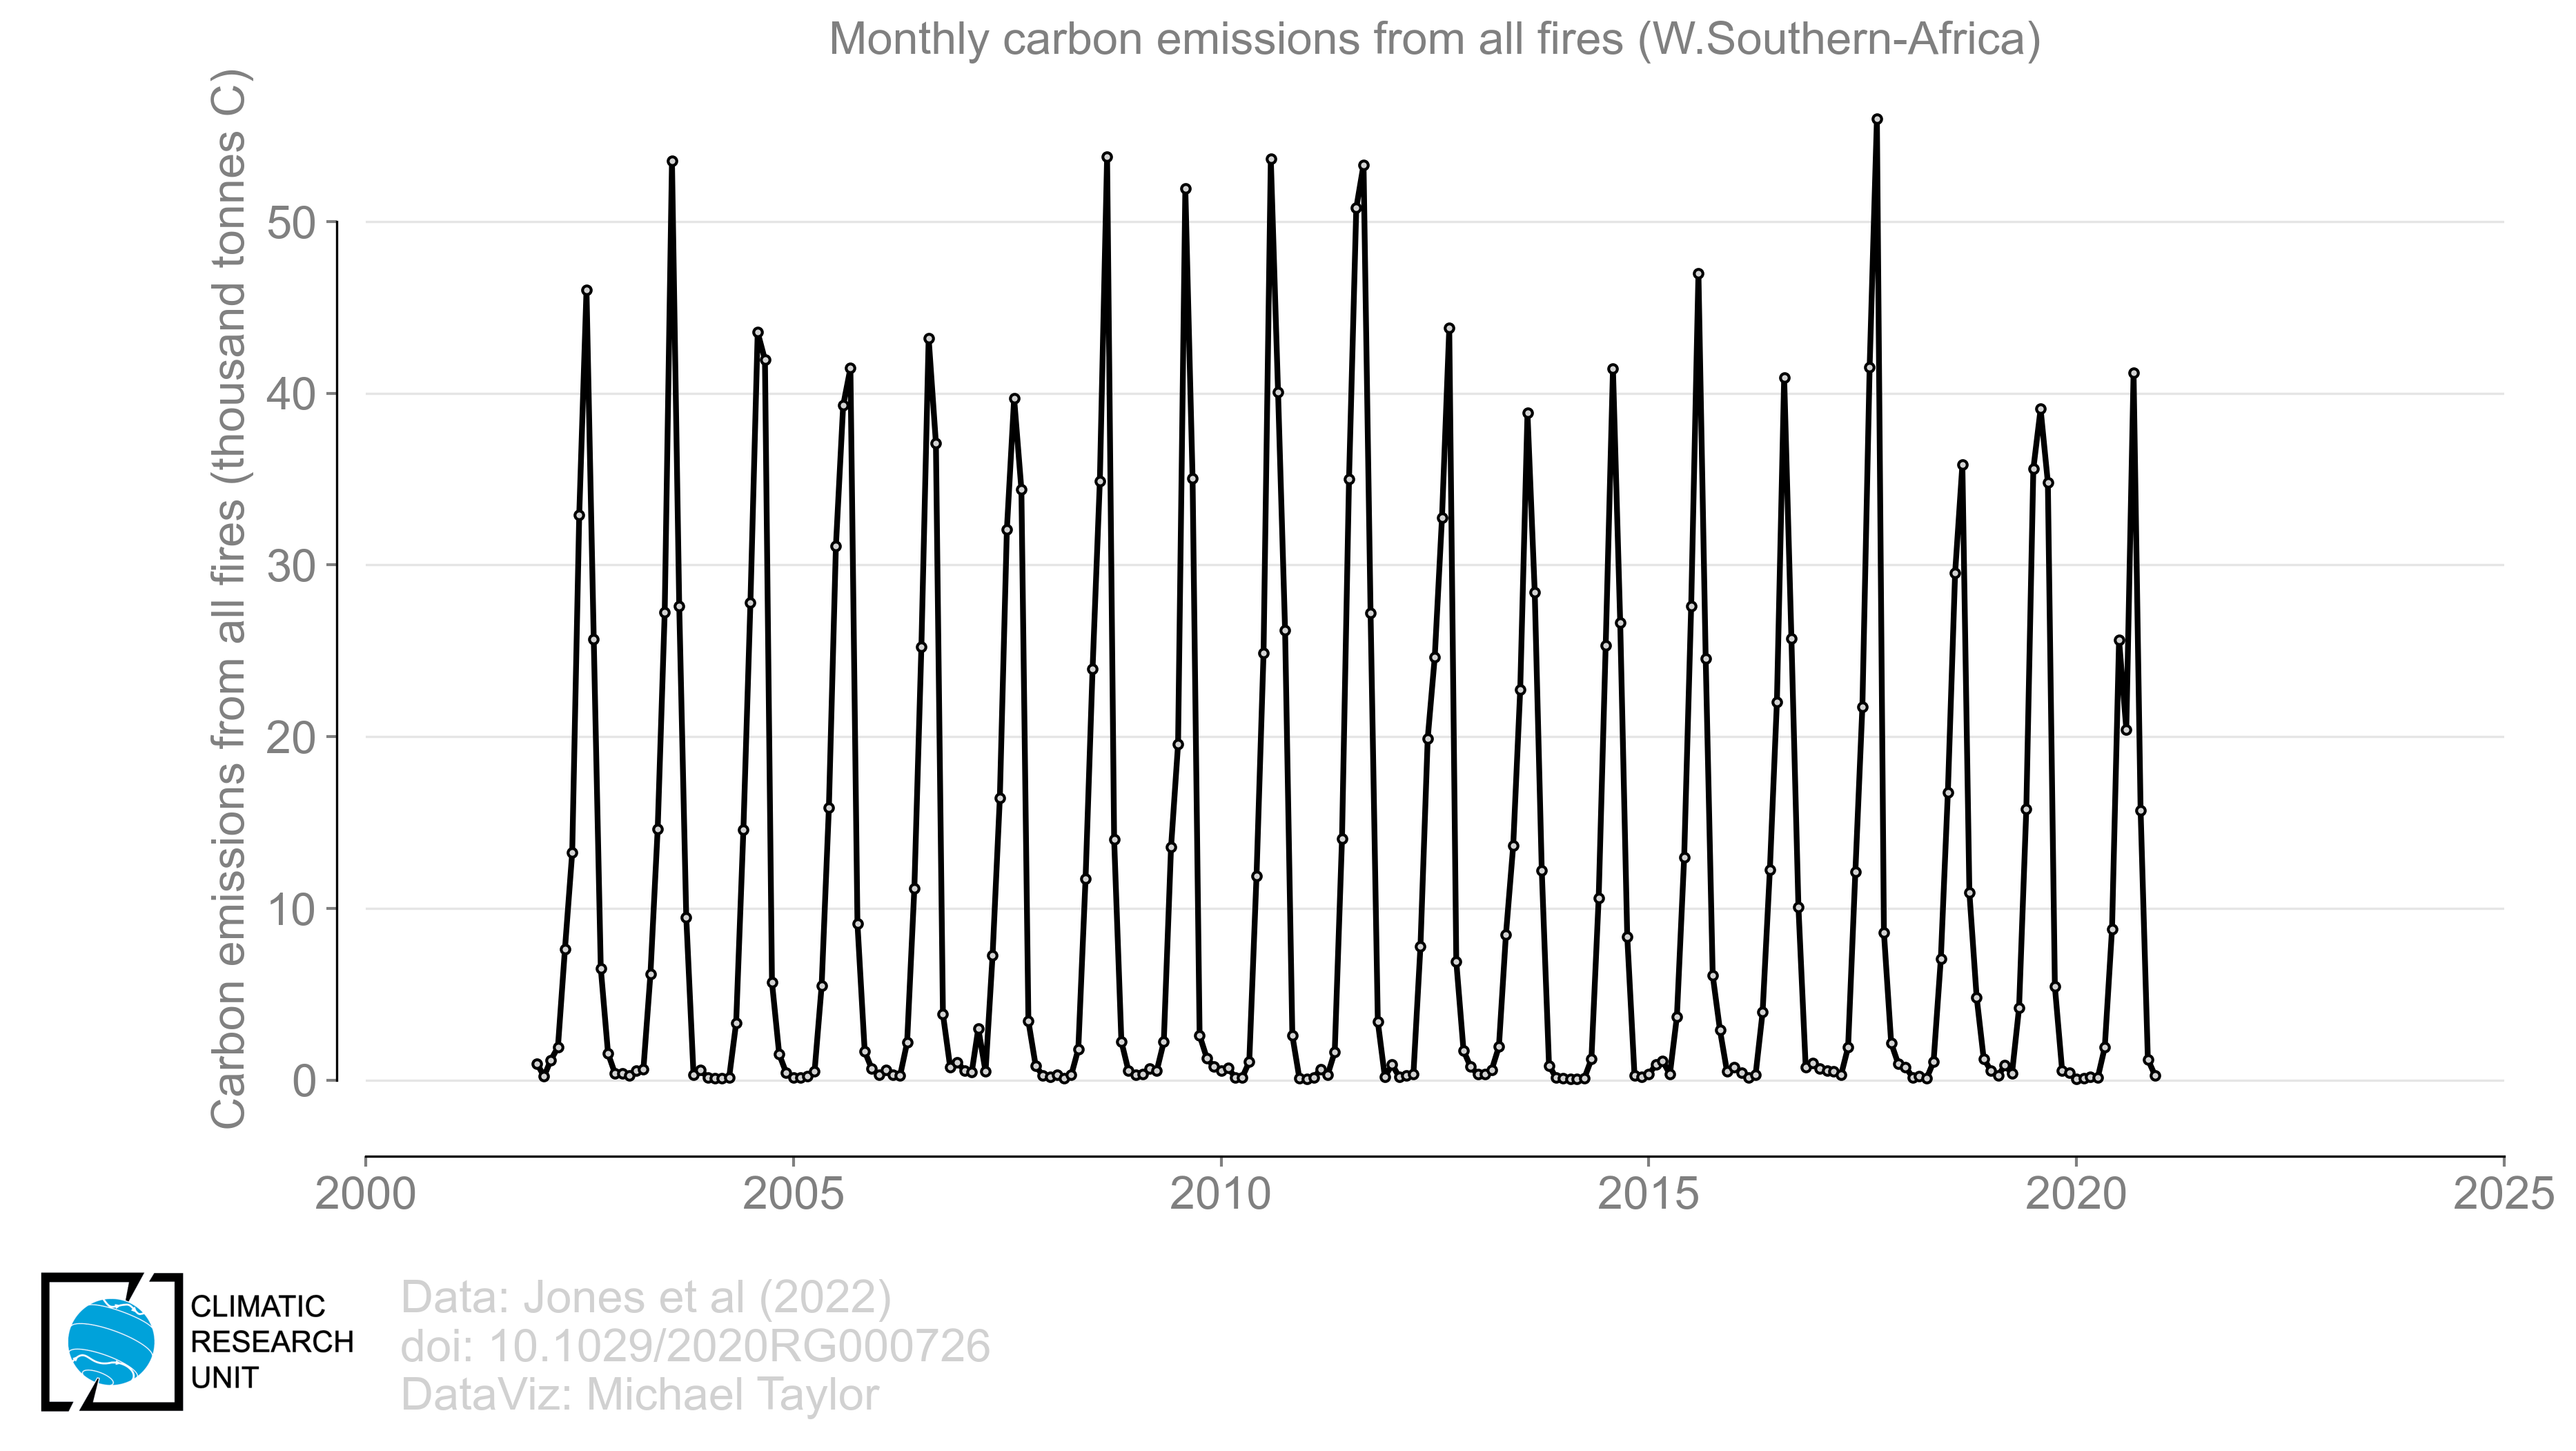 Monthly carbon emissions from all fires (W.Southern-Africa)
Carbon emissions from all fires (thousand tonnes C)
50
40
30
20
10
0
2000 2005 2010 2015 2020 2025
CLIMATIC
RESEARCH
UNIT
Data: Jones et al (2022)
doi: 10.1029/2020RG000726
DataViz: Michael Taylor